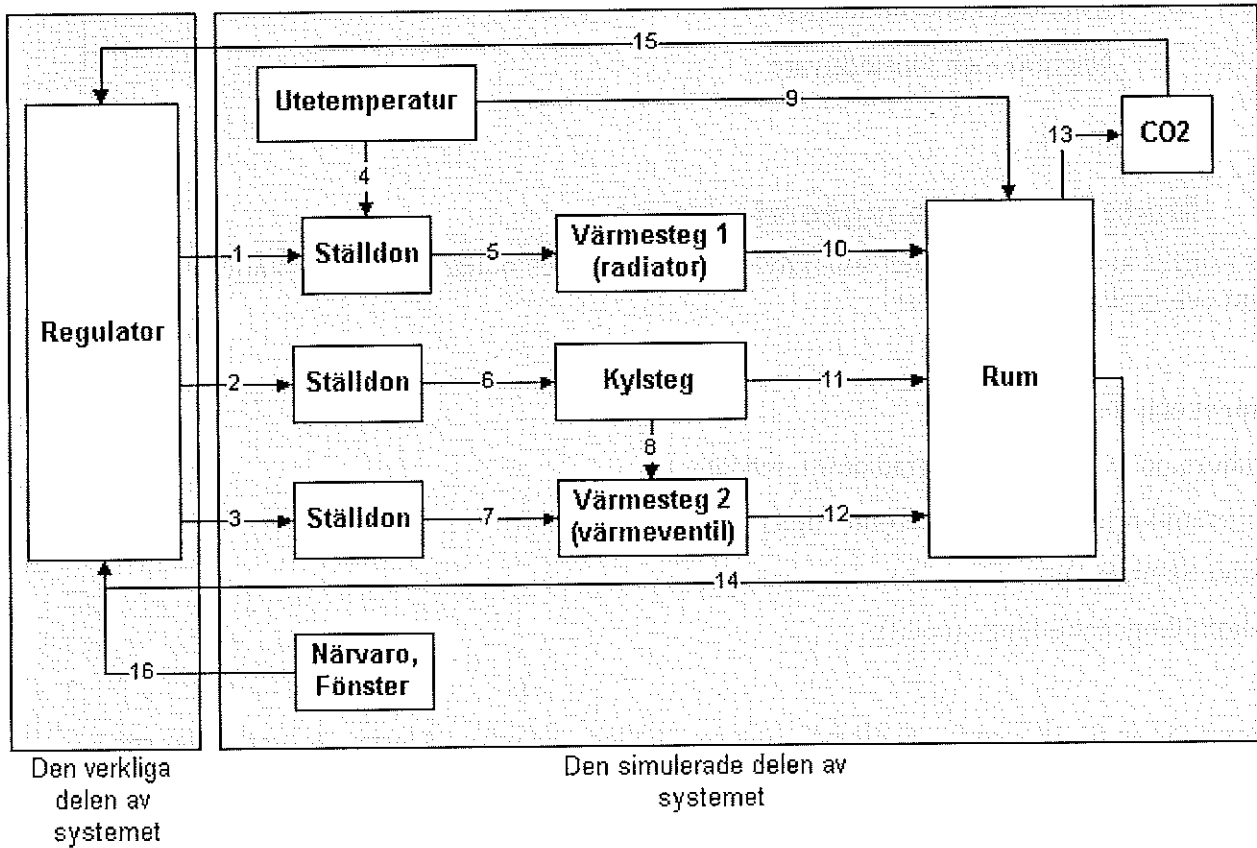 15
Utetemperatur
9
13
CO2
4
1
Ställdon
5
Värmesteg 1
(radiator)
10
Regulator
2
Ställdon
6
Kylsteg
11
Rum
8
3
Ställdon
7
Värmesteg 2
(värmeventil)
12
14
16
Närvaro,
Fönster
Den verkliga
delen av
systemet
Den simulerade delen av
systemet